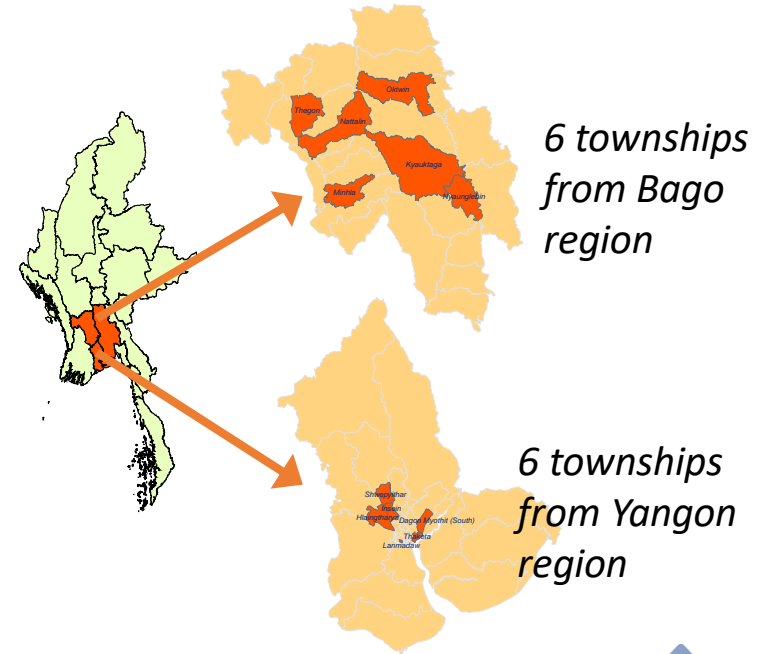 Oktwin
Thegon
Nattalin
Kyauktaga
Minhla
Nyaunglebin
6 townships
from Bago
region
Shwepyithar
Insein
Hlaingtharya
Dagon Myothit (South)
Thaketa
Lanmadaw
6 townships
from Yangon
region